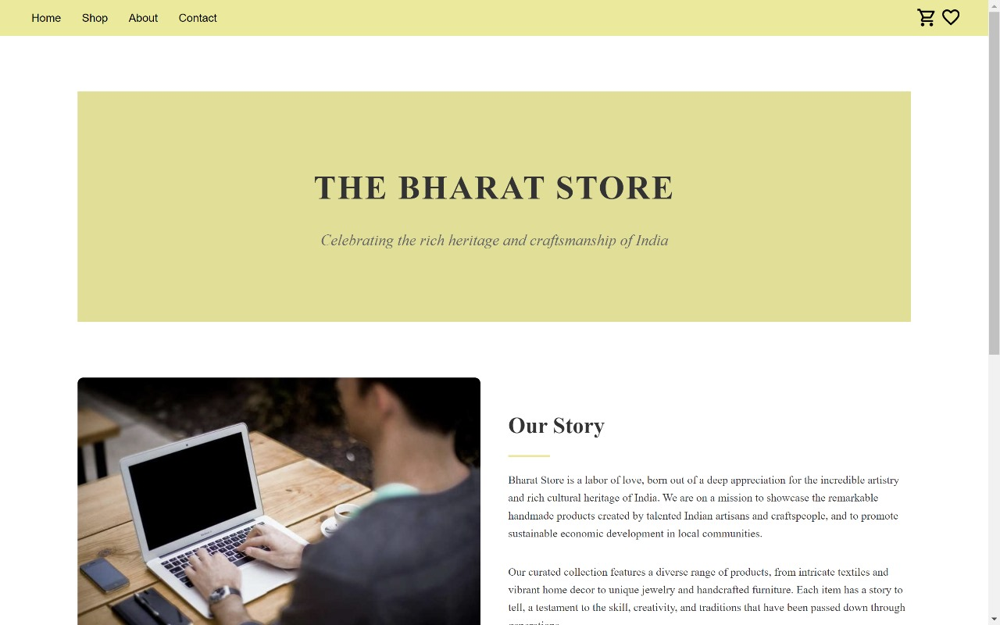 Home Shop About Contact
THE BHARAT STORE
Celebrating the rich heritage and craftsmanship of India
Our Story
Bharat Store is a labor of love, born out of a deep appreciation for the incredible artistry
and rich cultural heritage of India. We are on a mission to showcase the remarkable
handmade products created by talented Indian artisans and craftspeople, and to promote
sustainable economic development in local communities.
Our curated collection features a diverse range of products, from intricate textiles and
vibrant home decor to unique jewelry and handcrafted furniture. Each item has a story to
tell, a testament to the skill, creativity, and traditions that have been passed down through